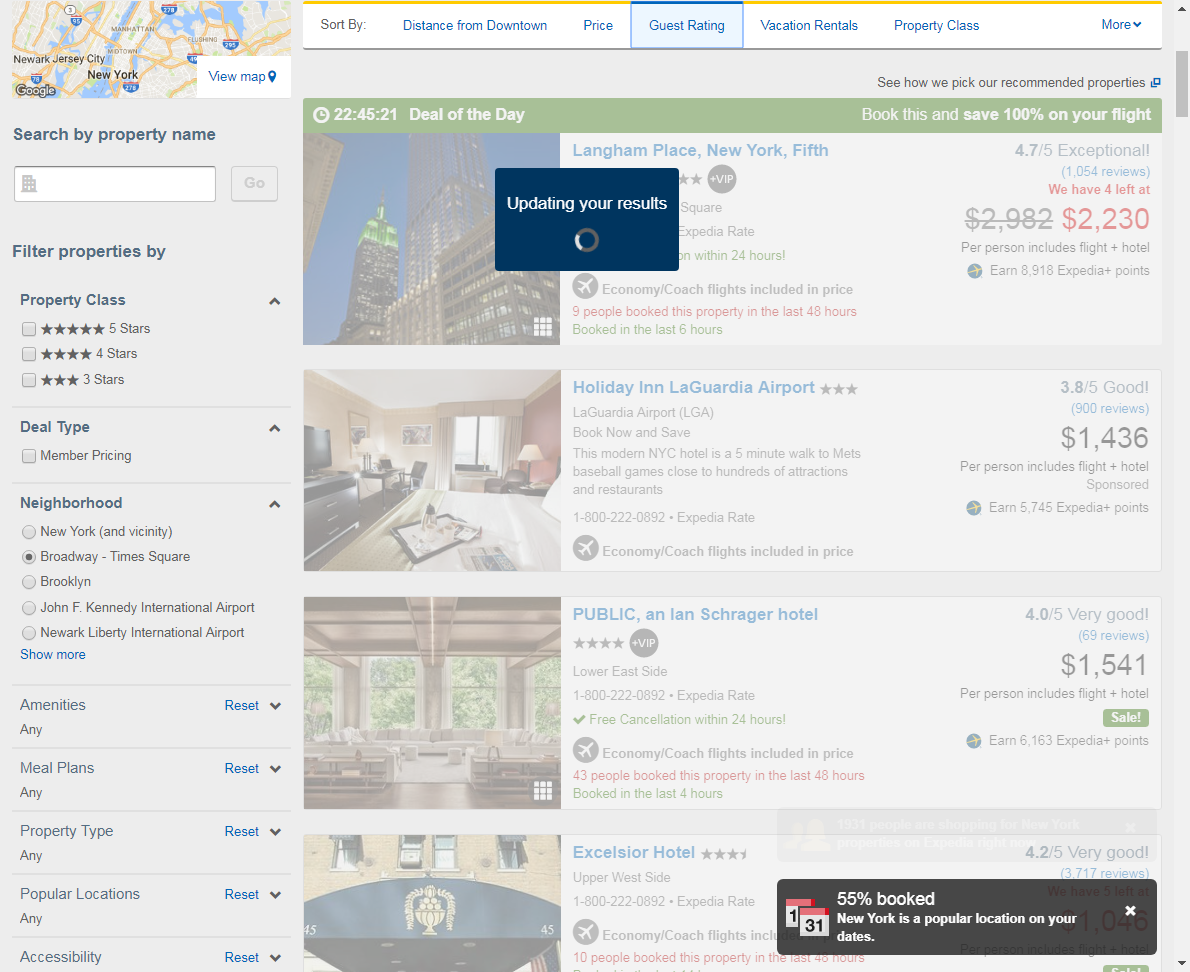 MANHATTAN
FLUSHING
MIDTOWN
Newark Jersey City
New York
Google
View map
Search by property name
Go
Filter properties by
Property Class
5 Stars
4 Stars
3 Stars
Deal Type
Member Pricing
Neighborhood
New York (and vicinity)
Broadway - Times Square
Brooklyn
John F. Kennedy International Airport
Newark Liberty International Airport
Show more
Amenities Reset
Any
Meal Plans Reset
Any
Property Type Reset
Any
Popular Locations Reset
Any
Accessibility Reset
Sort By: Distance from Downtown Price Guest Rating Vacation Rentals Property Class More
See how we pick our recommended properties
22:45:21 Deal of the Day Book this and save 100% on your flight
Updating your results
Langham Place, New York, Fifth
+VIP
Square
Expedia Rate
within 24 hours!
Economy/Coach flights included in price
9 people booked this property in the last 48 hours
Booked in the last 6 hours
4.7/5 Exceptional!
(1,054 reviews)
We have 4 left at
$2,982 $2,230
Per person includes flight + hotel
Earn 8,918 Expedia+ points
Holiday Inn LaGuardia Airport
LaGuardia Airport (LGA)
Book Now and Save
This modern NYC hotel is a 5 minute walk to Mets
baseball games close to hundreds of attractions
and restaurants
1-800-222-0892 • Expedia Rate
Economy/Coach flights included in price
3.8/5 Good!
(900 reviews)
$1,436
Per person includes flight + hotel
Sponsored
Earn 5,745 Expedia+ points
PUBLIC, an Ian Schrager hotel
+VIP
Lower East Side
1-800-222-0892 • Expedia Rate
Free Cancellation within 24 hours!
Economy/Coach flights included in price
43 people booked this property in the last 48 hours
Booked in the last 4 hours
4.0/5 Very good!
(69 reviews)
$1,541
Per person includes flight + hotel
Sale!
Earn 6,163 Expedia+ points
1931 people are shopping for New York
properties on Expedia right
45
45
Excelsior Hotel
Upper West Side
1-800-222-0892 • Expedia Rate
Economy/Coach flights
10 people booked this property in the last 48 hours
4.2/5 Very good!
(3,717 reviews)
We have 5 left at
$1,046
Per person includes flight + hotel
31
55% booked
New York is a popular location on your
dates.